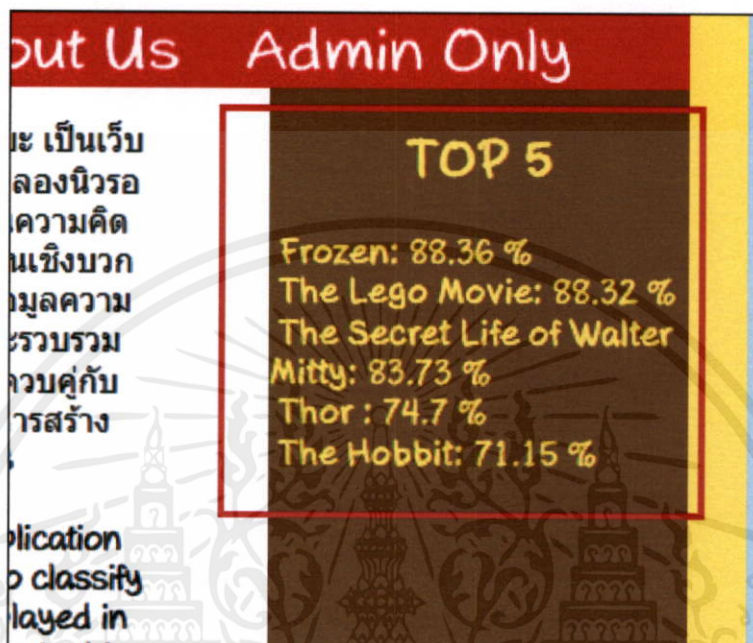 out Us Admin Only
TOP 5
Frozen: 88.36 %
The Lego Movie: 88.32 %
The Secret Life of Walter
Mitty: 83.73 %
Thor : 74.7 %
The Hobbit: 71.15 %
เป็นเว็บ
ลองนิวรอ
ความคิด
นเชิงบวก
มูลความ
ะรวบรวม
ควบคู่กับ
ารสร้าง
plication
o classify
layed in